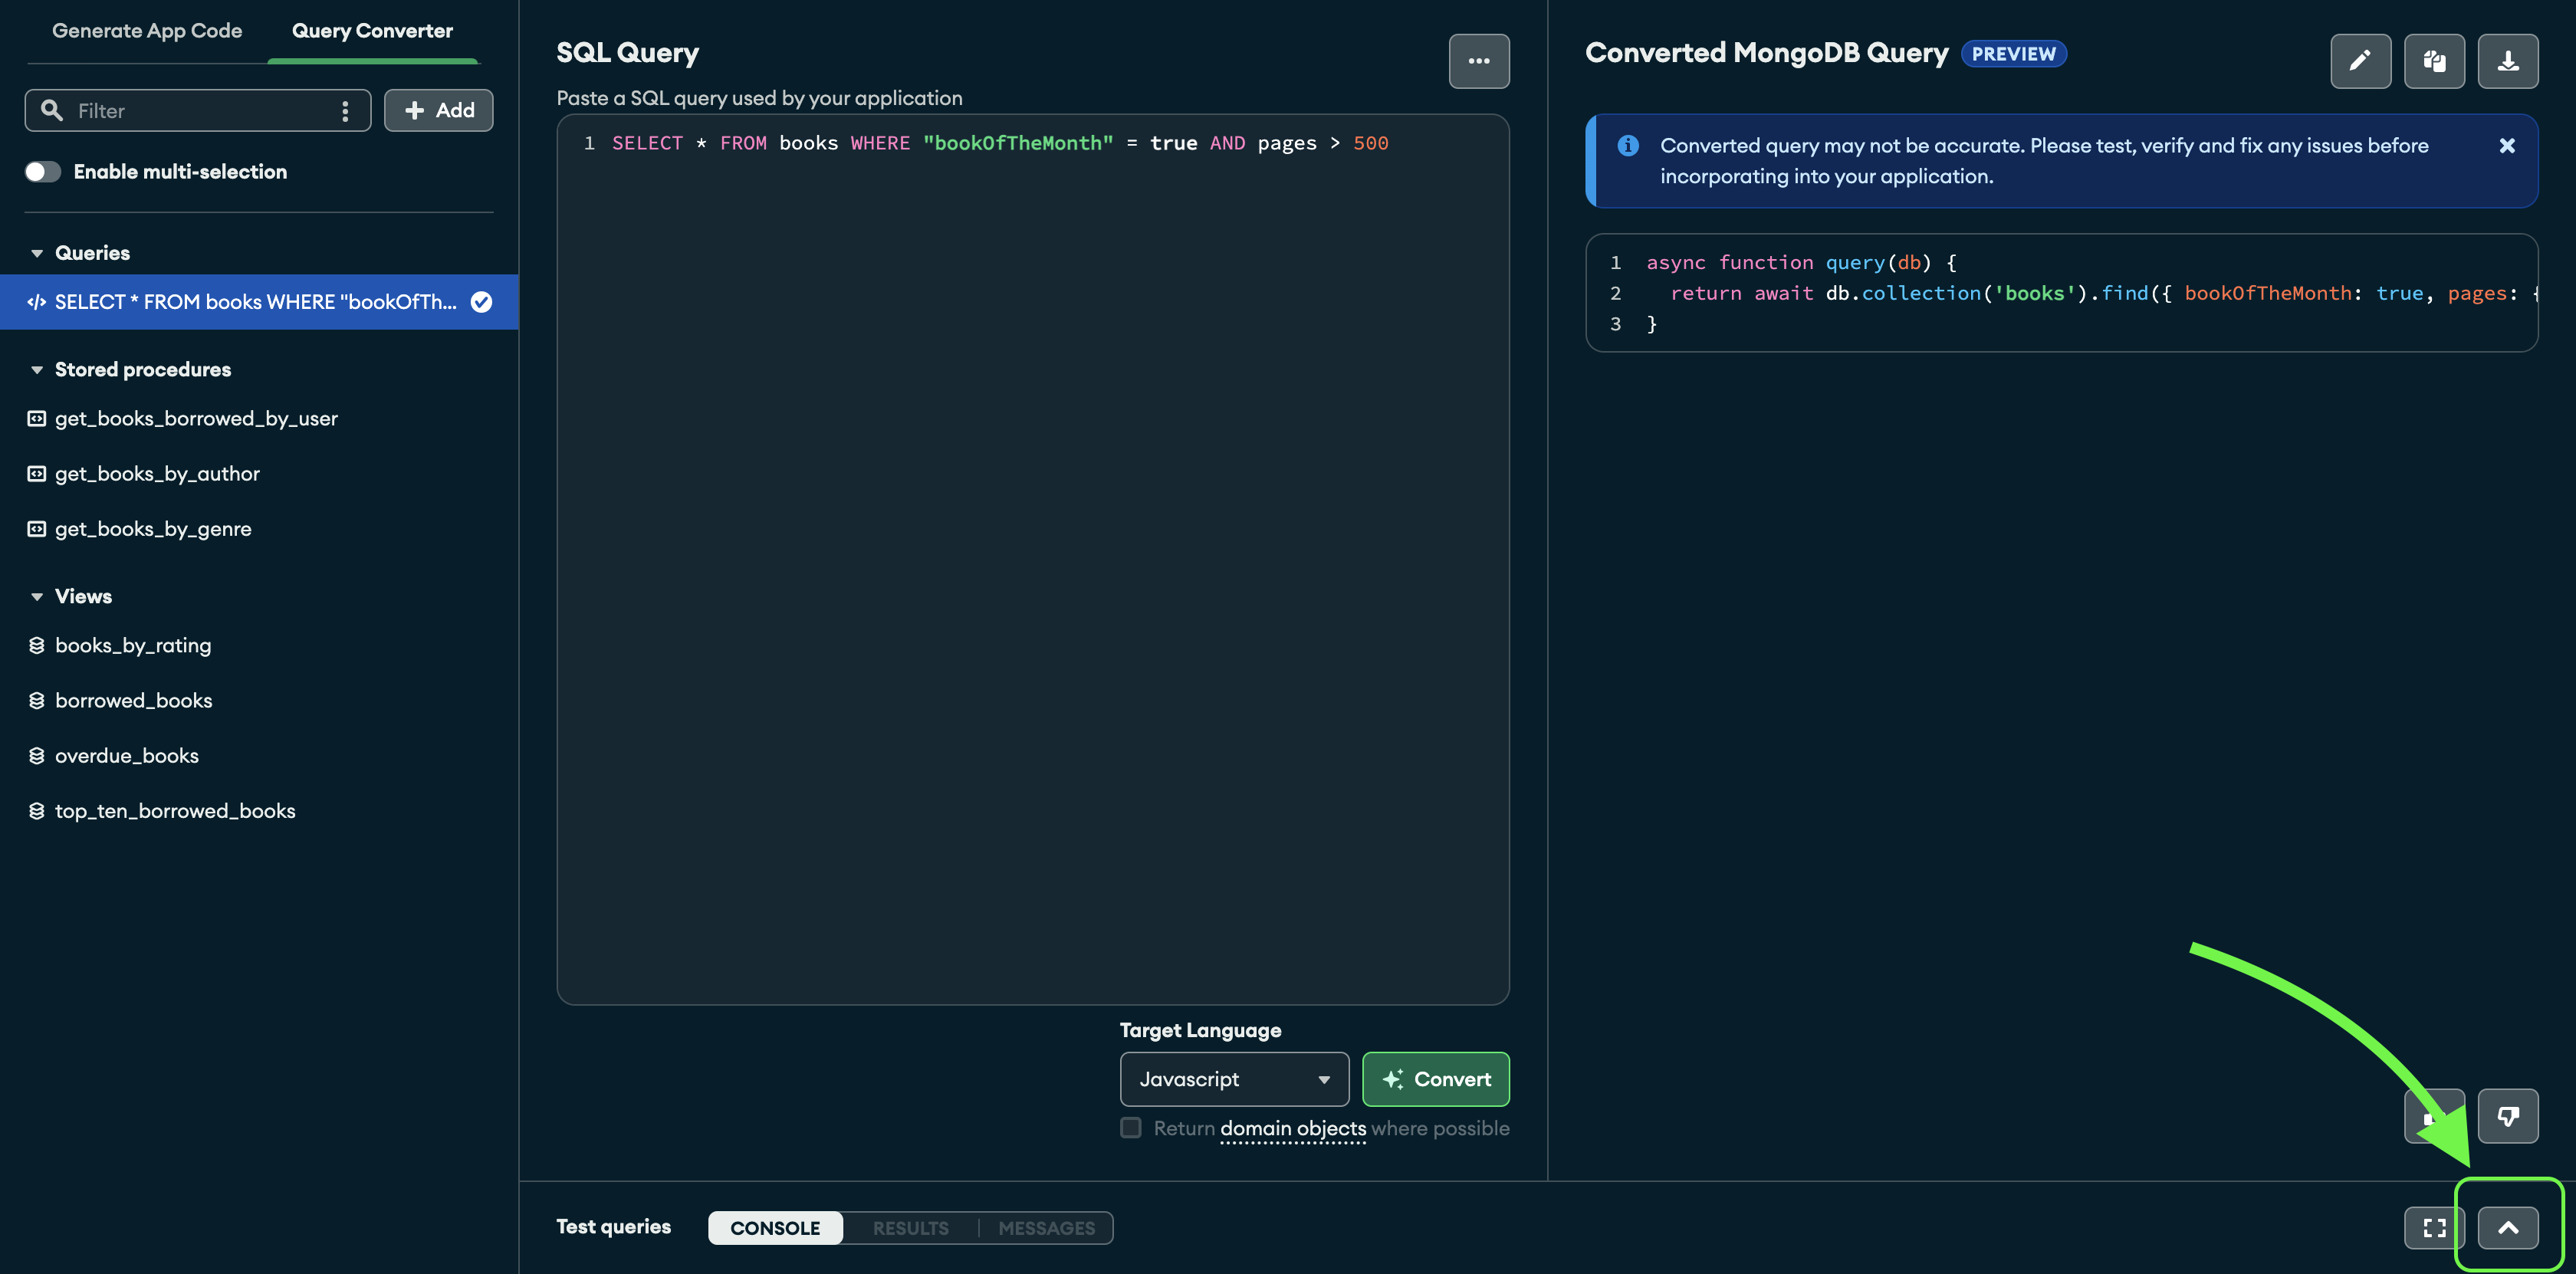 Generate App Code
Query Converter
Filter
Add
Enable multi-selection
Queries
SELECT * FROM books WHERE "bookOfTh...
Stored procedures
get_books_borrowed_by_user
get_books_by_author
get_books_by_genre
Views
books_by_rating
borrowed_books
overdue_books
top_ten_borrowed_books
SQL Query
Paste a SQL query used by your application
1 SELECT * FROM books WHERE "bookOfTheMonth" = true AND pages > 500
Target Language
Javascript
Convert
Return domain objects where possible
Converted MongoDB Query PREVIEW
Converted query may not be accurate. Please test, verify and fix any issues before
incorporating into your application.
1 async function query(db) {
2 return await db.collection('books').find({ bookOfTheMonth: true, pages: {
3 }
Test queries
CONSOLE
RESULTS
MESSAGES